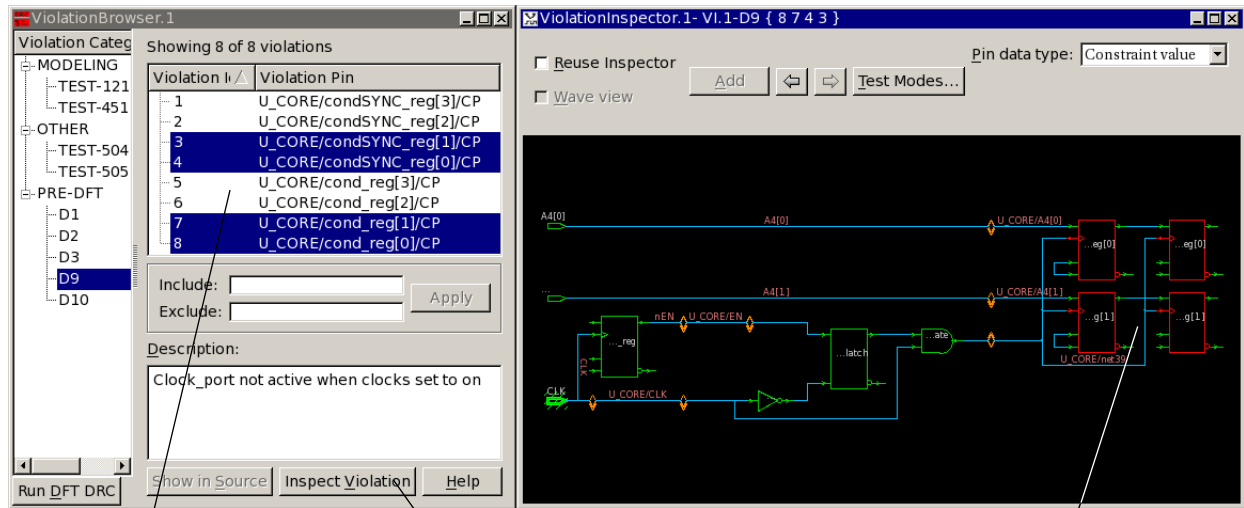 ViolationBrowser.1
Violation Categ
MODELING
TEST-121
TEST-451
OTHER
TEST-504
TEST-505
PRE-DFT
D1
D2
D3
D9
D10
Run DFT DRC
Showing 8 of 8 violations
Violation Pin
1 U_CORE/condSYNC_reg[3]/CP
2 U_CORE/condSYNC_reg[2]/CP
3 U_CORE/condSYNC_reg[1]/CP
4 U_CORE/condSYNC_reg[0]/CP
5 U_CORE/cond_reg[3]/CP
6 U_CORE/cond_reg[2]/CP
7 U_CORE/cond_reg[1]/CP
8 U_CORE/cond_reg[0]/CP
Include:
Exclude:
Apply
Description:
Clock_port not active when clocks set to on
Show in Source Inspect Violation Help
ViolationInspector.1- VI.1-D9 { 8 7 4 3 }
Reuse Inspector
Wave view
Add
Test Modes...
Pin data type: Constraint value
A4[0] A4[0] U_CORE/A4[0]
...eg[0] ...eg[0]
... A4[1] U_CORE/A4[1]
nEN U_CORE/EN
...g[1] ...g[1]
..._reg ...latch ...ate
U_CORE/net39
CLK
CLK U_CORE/CLK